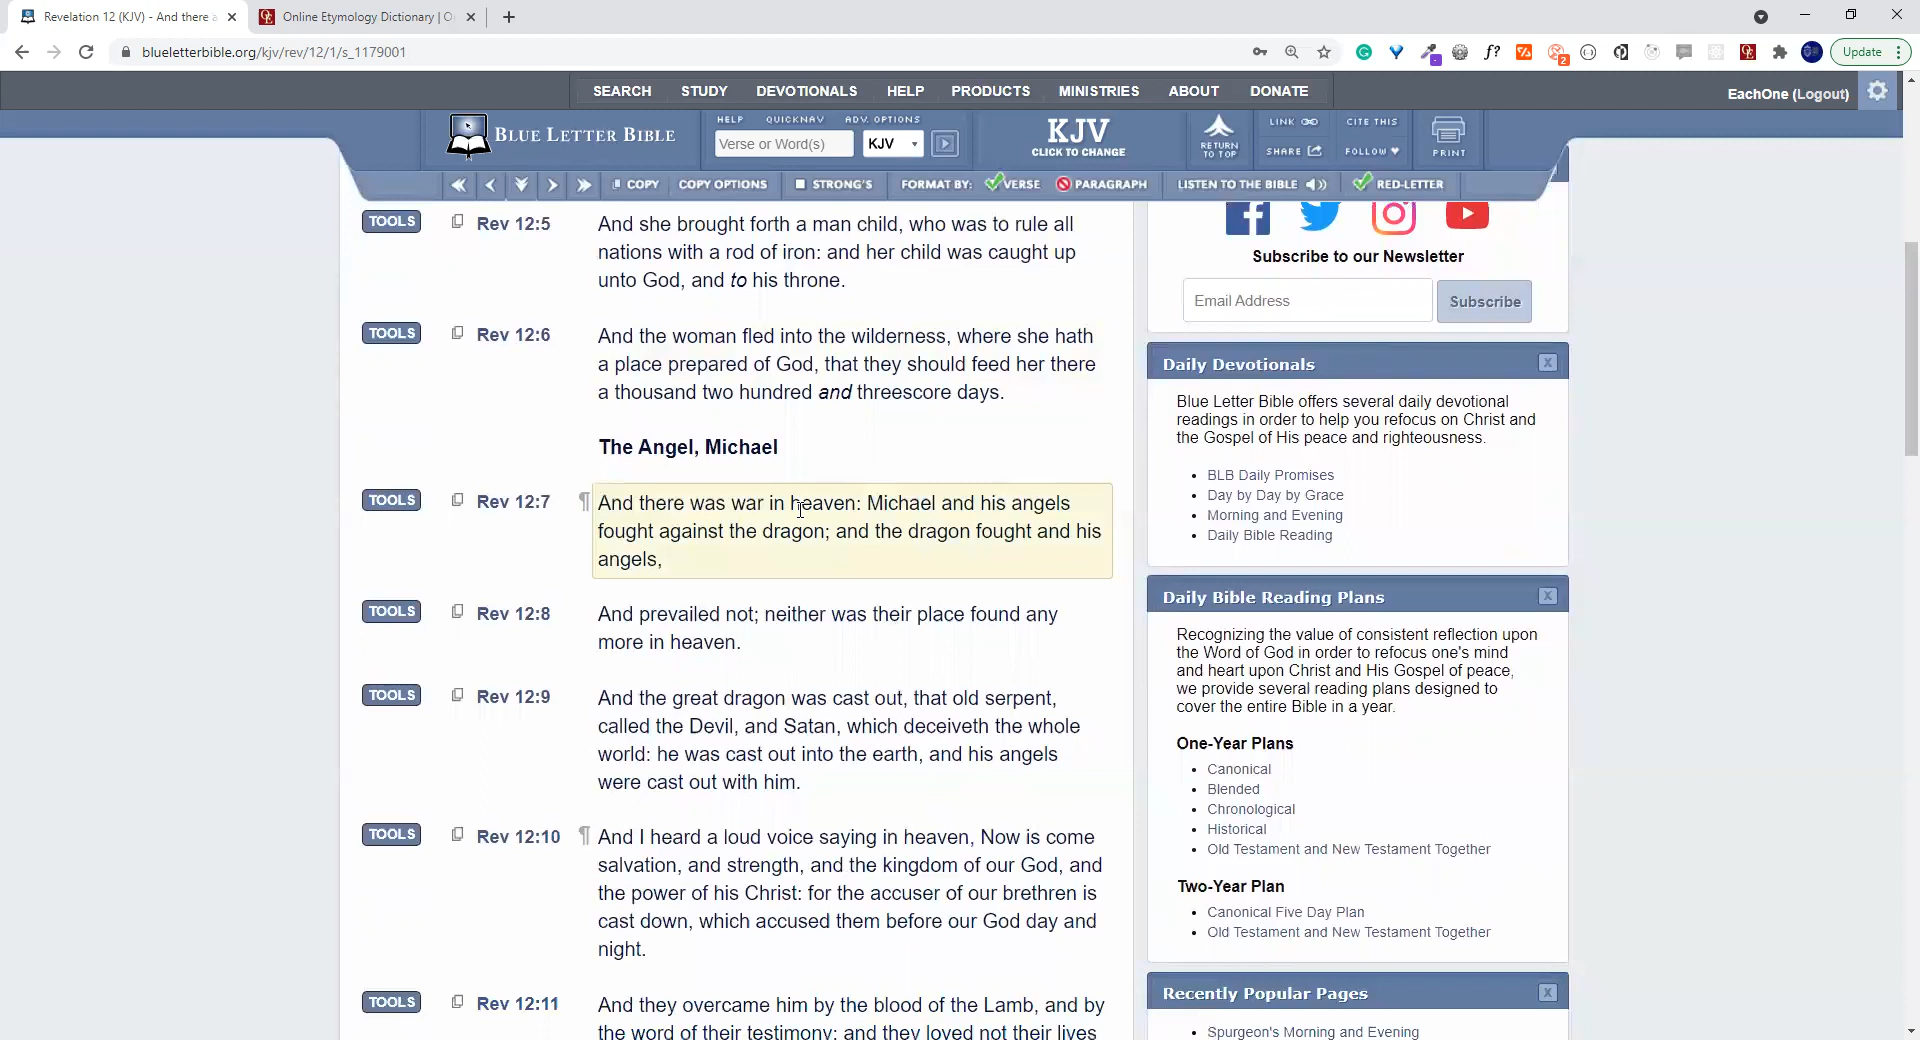 Revelation 12 (KJV) - And there a
Online Etymology Dictionary | O
blueletterbible.org/kjv/rev/12/1/s_1179001
f?
2
Update
SEARCH STUDY DEVOTIONALS HELP PRODUCTS MINISTRIES ABOUT DONATE
EachOne (Logout)
BLUE LETTER BIBLE
HELP QUICKNAV ADV. OPTIONS
Verse or Word(s)
KJV
KJV
CLICK TO CHANGE
RETURN
TO TOP
LINK
CITE THIS
SHARE
FOLLOW
PRINT
COPY COPY OPTIONS STRONG'S FORMAT BY: VERSE PARAGRAPH LISTEN TO THE BIBLE RED-LETTER
TOOLS Rev 12:5 And she brought forth a man child, who was to rule all
nations with a rod of iron: and her child was caught up
unto God, and to his throne.
TOOLS Rev 12:6 And the woman fled into the wilderness, where she hath
a place prepared of God, that they should feed her there
a thousand two hundred and threescore days.
The Angel, Michael
TOOLS Rev 12:7 ¶ And there was war in heaven: Michael and his angels
fought against the dragon; and the dragon fought and his
angels,
TOOLS Rev 12:8 And prevailed not; neither was their place found any
more in heaven.
TOOLS Rev 12:9 And the great dragon was cast out, that old serpent,
called the Devil, and Satan, which deceiveth the whole
world: he was cast out into the earth, and his angels
were cast out with him.
TOOLS Rev 12:10 ¶ And I heard a loud voice saying in heaven, Now is come
salvation, and strength, and the kingdom of our God, and
the power of his Christ: for the accuser of our brethren is
cast down, which accused them before our God day and
night.
TOOLS Rev 12:11 And they overcame him by the blood of the Lamb, and by
the word of their testimony; and they loved not their lives
Subscribe to our Newsletter
Email Address
Subscribe
Daily Devotionals
X
Blue Letter Bible offers several daily devotional
readings in order to help you refocus on Christ and
the Gospel of His peace and righteousness.
• BLB Daily Promises
• Day by Day by Grace
• Morning and Evening
• Daily Bible Reading
Daily Bible Reading Plans
X
Recognizing the value of consistent reflection upon
the Word of God in order to refocus one's mind
and heart upon Christ and His Gospel of peace,
we provide several reading plans designed to
cover the entire Bible in a year.
One-Year Plans
• Canonical
• Blended
• Chronological
• Historical
• Old Testament and New Testament Together
Two-Year Plan
• Canonical Five Day Plan
• Old Testament and New Testament Together
Recently Popular Pages
X
• Spurgeon's Morning and Evening